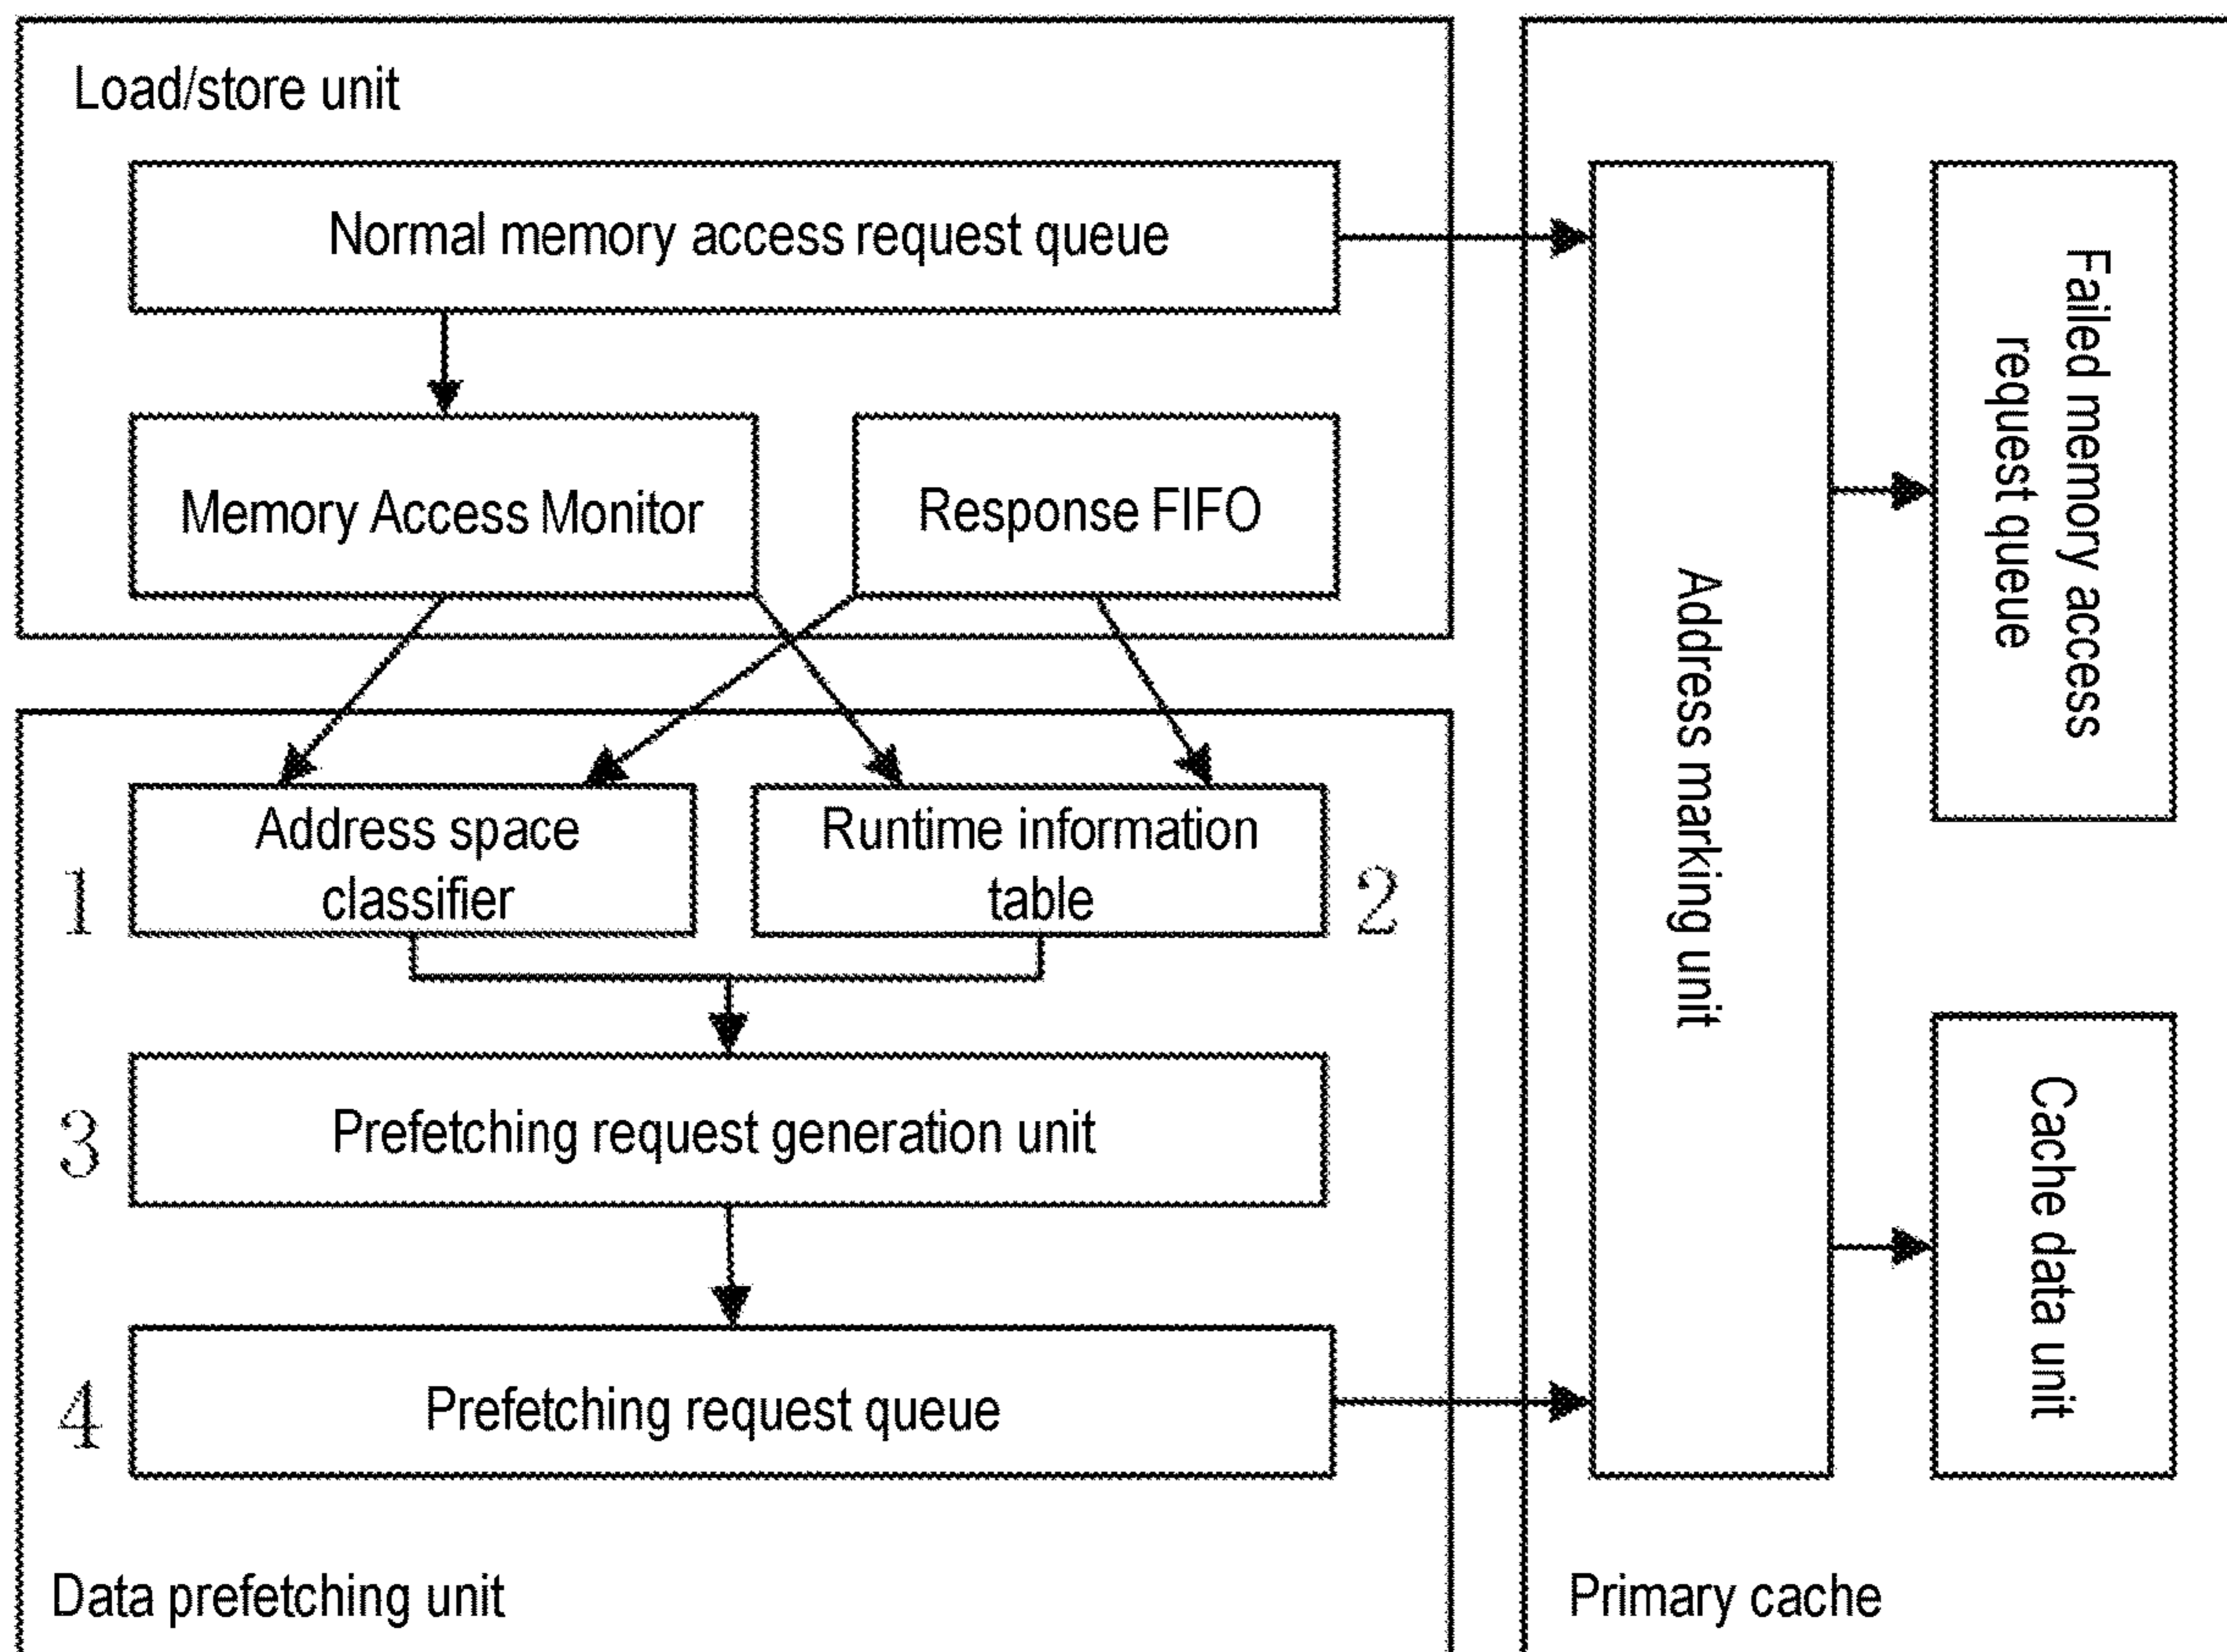 Load/store unit
Normal memory access request queue
Memory Access Monitor
Response FIFO
1
Address space
classifier
Runtime information
table
2
3
Prefetching request generation unit
4
Prefetching request queue
Data prefetching unit
Address marking unit
Failed memory access
request queue
Cache data unit
Primary cache